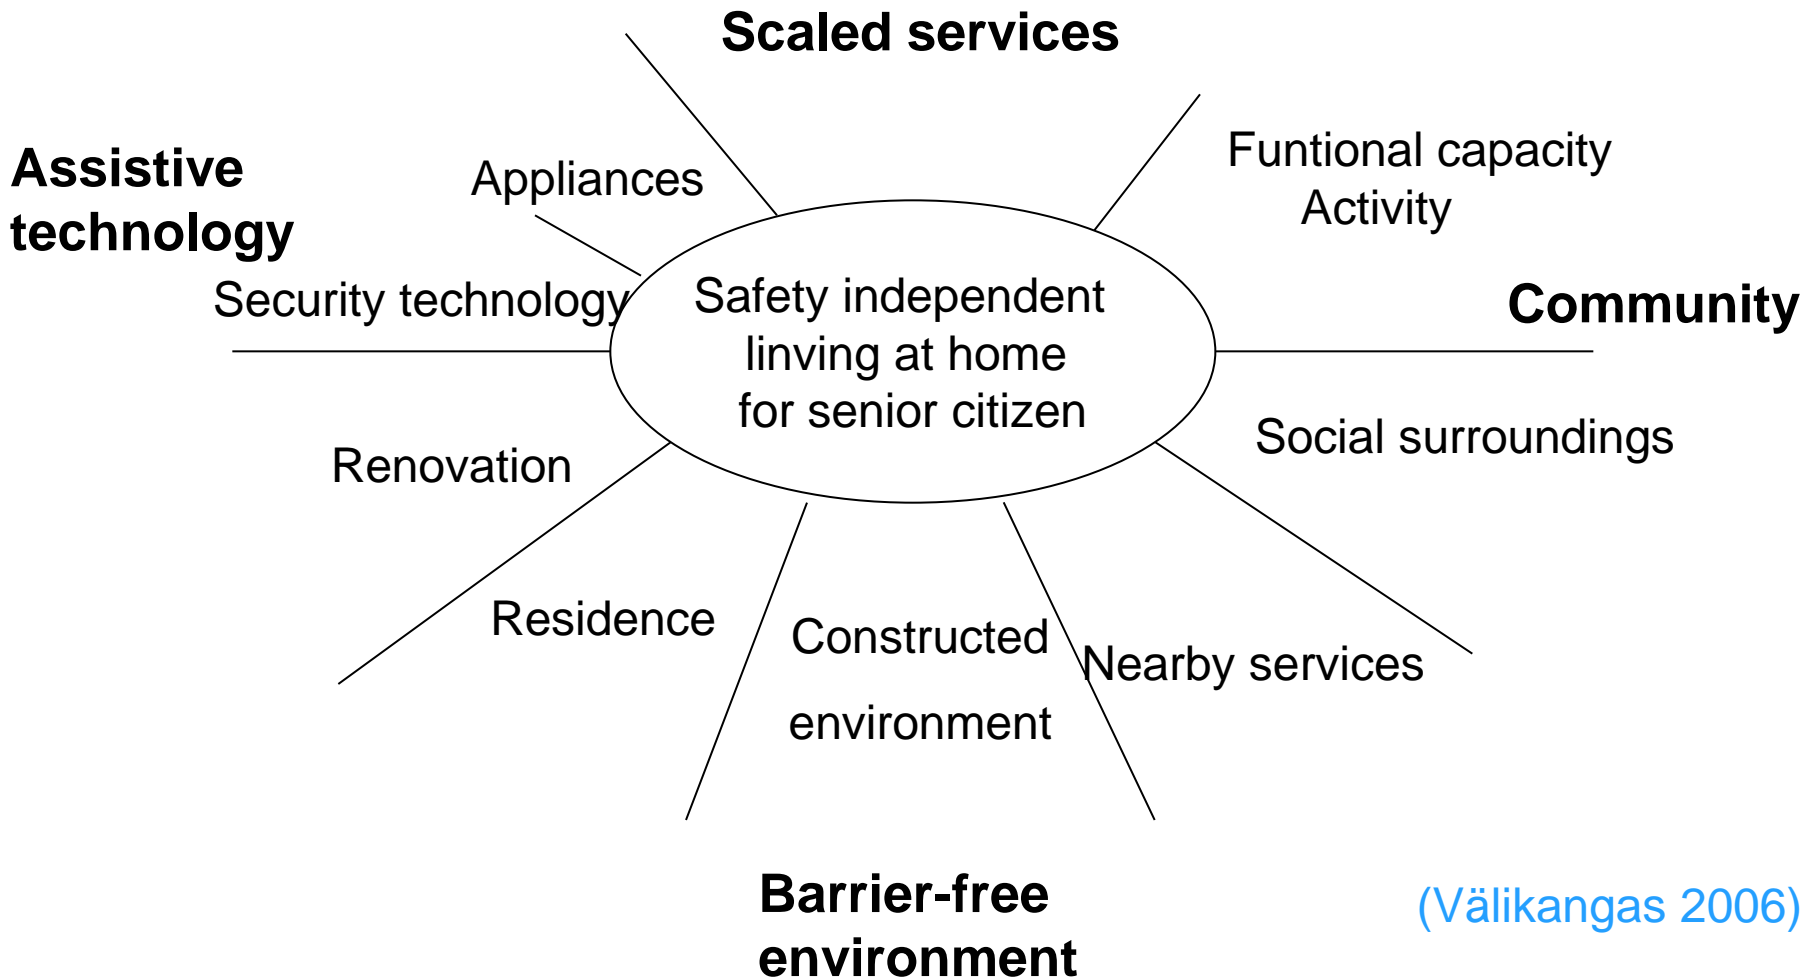 Scaled services
Assistive
technology
Appliances
Funtional capacity
Activity
Security technology
Safety independent
linving at home
for senior citizen
Community
Renovation
Social surroundings
Residence
Constructed
environment
Nearby services
Barrier-free
environment
(Välikangas 2006)